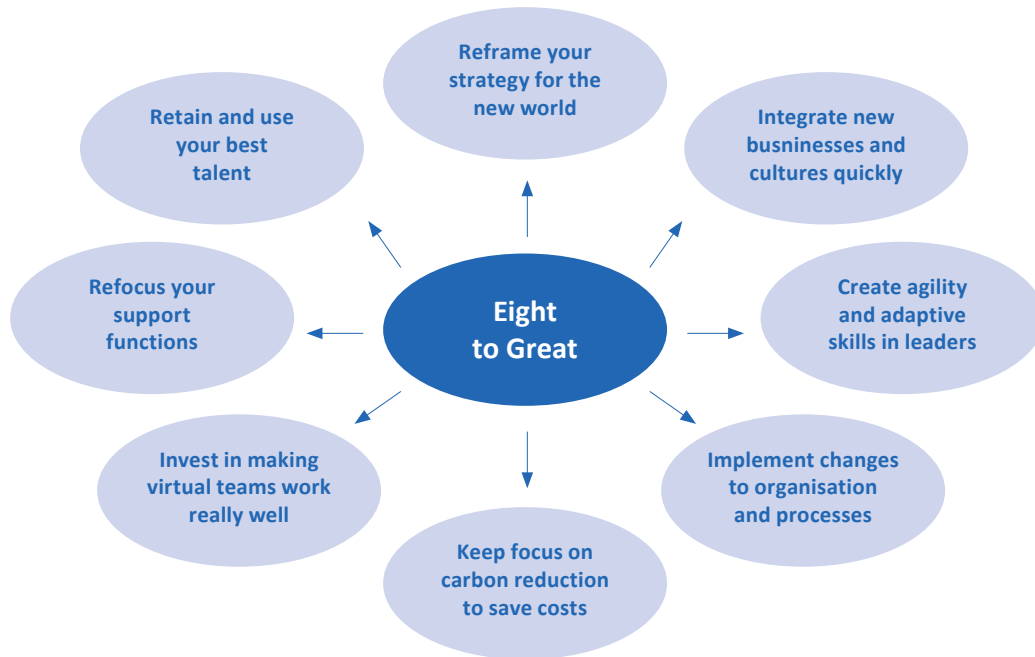 Reframe your
strategy for the
new world
Integrate new
busninesses and
cultures quickly
Create agility
and adaptive
skills in leaders
Implement changes
to organisation
and processes
Keep focus on
carbon reduction
to save costs
Invest in making
virtual teams work
really well
Refocus your
support
functions
Retain and use
your best
talent
Eight
to Great